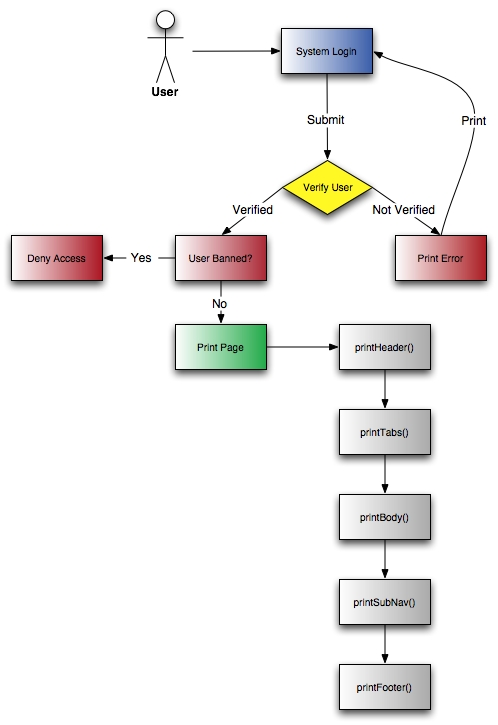 System Login
User
Submit
Print
Verify User
Verified
Not Verified
Deny Access
Yes
User Banned?
Print Error
No
Print Page
printHeader()
printTabs()
printBody()
printSubNav()
printFooter()